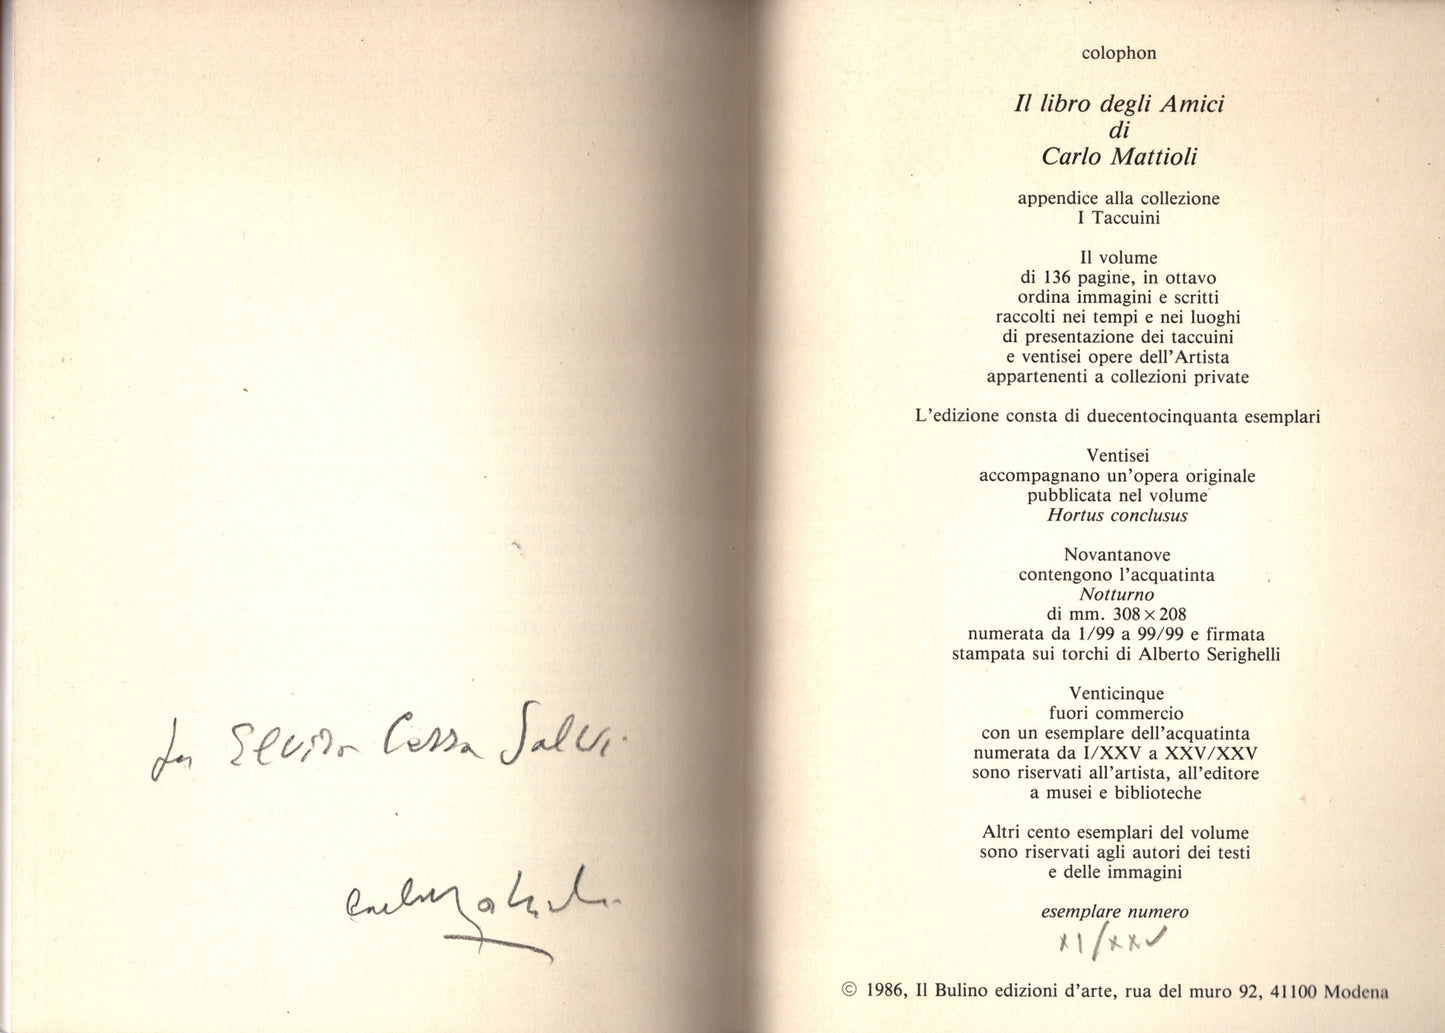 Elvira Cassa Salvi
Carlo Mattioli
colophon
Il libro degli Amici
di
Carlo Mattioli
appendice alla collezione
I Taccuini
Il volume
di 136 pagine, in ottavo
ordina immagini e scritti
raccolti nei tempi e nei luoghi
di presentazione dei taccuini
e ventisei opere dell'Artista
appartenenti a collezioni private
L'edizione consta di duecentocinquanta esemplari
Ventisei
accompagnano un'opera originale
pubblicata nel volume
Hortus conclusus
Novantanove
contengono l'acquatinta
Notturno
di mm. 308×208
numerata da 1/99 a 99/99 e firmata
stampata sui torchi di Alberto Serighelli
Venticinque
fuori commercio
con un esemplare dell'acquatinta
numerata da I/XXV a XXV/XXV
sono riservati all'artista, all'editore
a musei e biblioteche
Altri cento esemplari del volume
sono riservati agli autori dei testi
e delle immagini
esemplare numero
XI/XXV
© 1986, Il Bulino edizioni d'arte, rua del muro 92, 41100 Modena